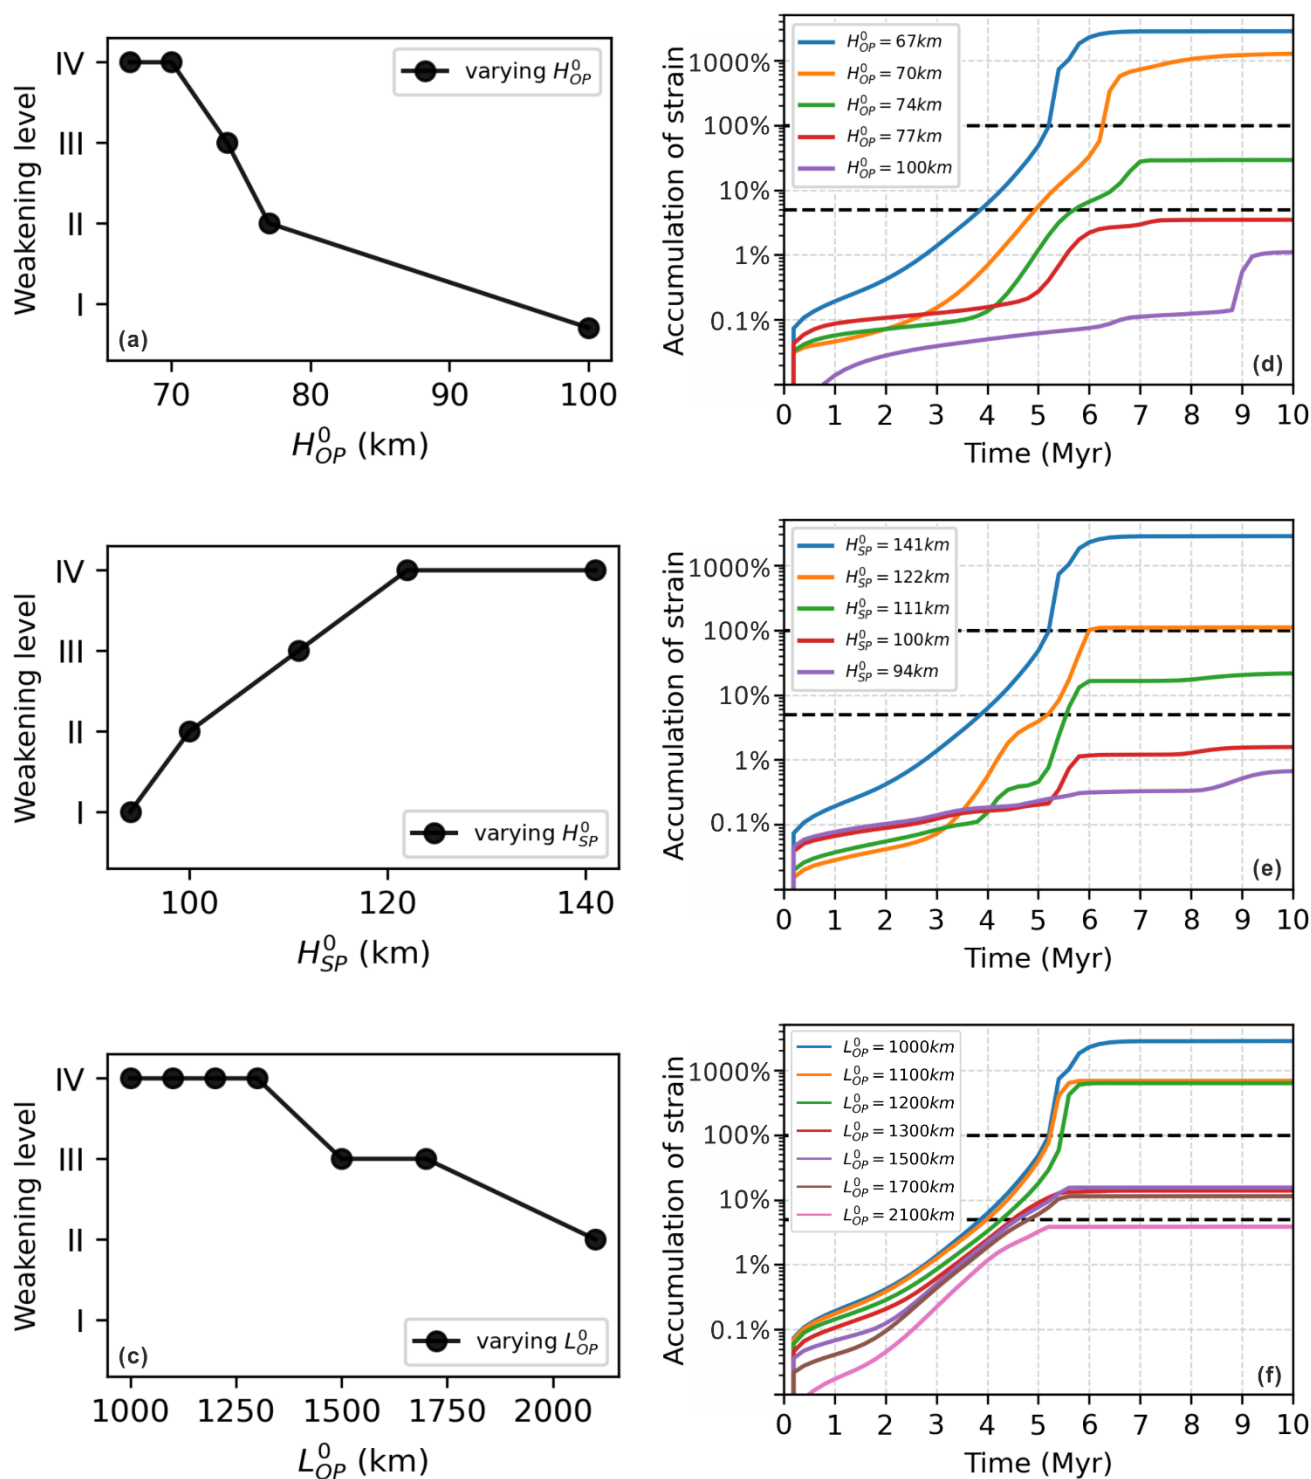 Weakening level
IV
III
II
I
varying H⁰OP
(a)
70 80 90 100
H⁰OP (km)
Accumulation of strain
1000%
100%
10%
1%
0.1%
H⁰OP = 67km
H⁰OP = 70km
H⁰OP = 74km
H⁰OP = 77km
H⁰OP = 100km
(d)
0 1 2 3 4 5 6 7 8 9 10
Time (Myr)
Weakening level
IV
III
II
I
varying H⁰SP
100 120 140
H⁰SP (km)
Accumulation of strain
1000%
100%
10%
1%
0.1%
H⁰SP = 141km
H⁰SP = 122km
H⁰SP = 111km
H⁰SP = 100km
H⁰SP = 94km
(e)
0 1 2 3 4 5 6 7 8 9 10
Time (Myr)
Weakening level
IV
III
II
I
varying L⁰OP
(c)
1000 1250 1500 1750 2000
L⁰OP (km)
Accumulation of strain
1000%
100%
10%
1%
0.1%
L⁰OP = 1000km
L⁰OP = 1100km
L⁰OP = 1200km
L⁰OP = 1300km
L⁰OP = 1500km
L⁰OP = 1700km
L⁰OP = 2100km
(f)
0 1 2 3 4 5 6 7 8 9 10
Time (Myr)